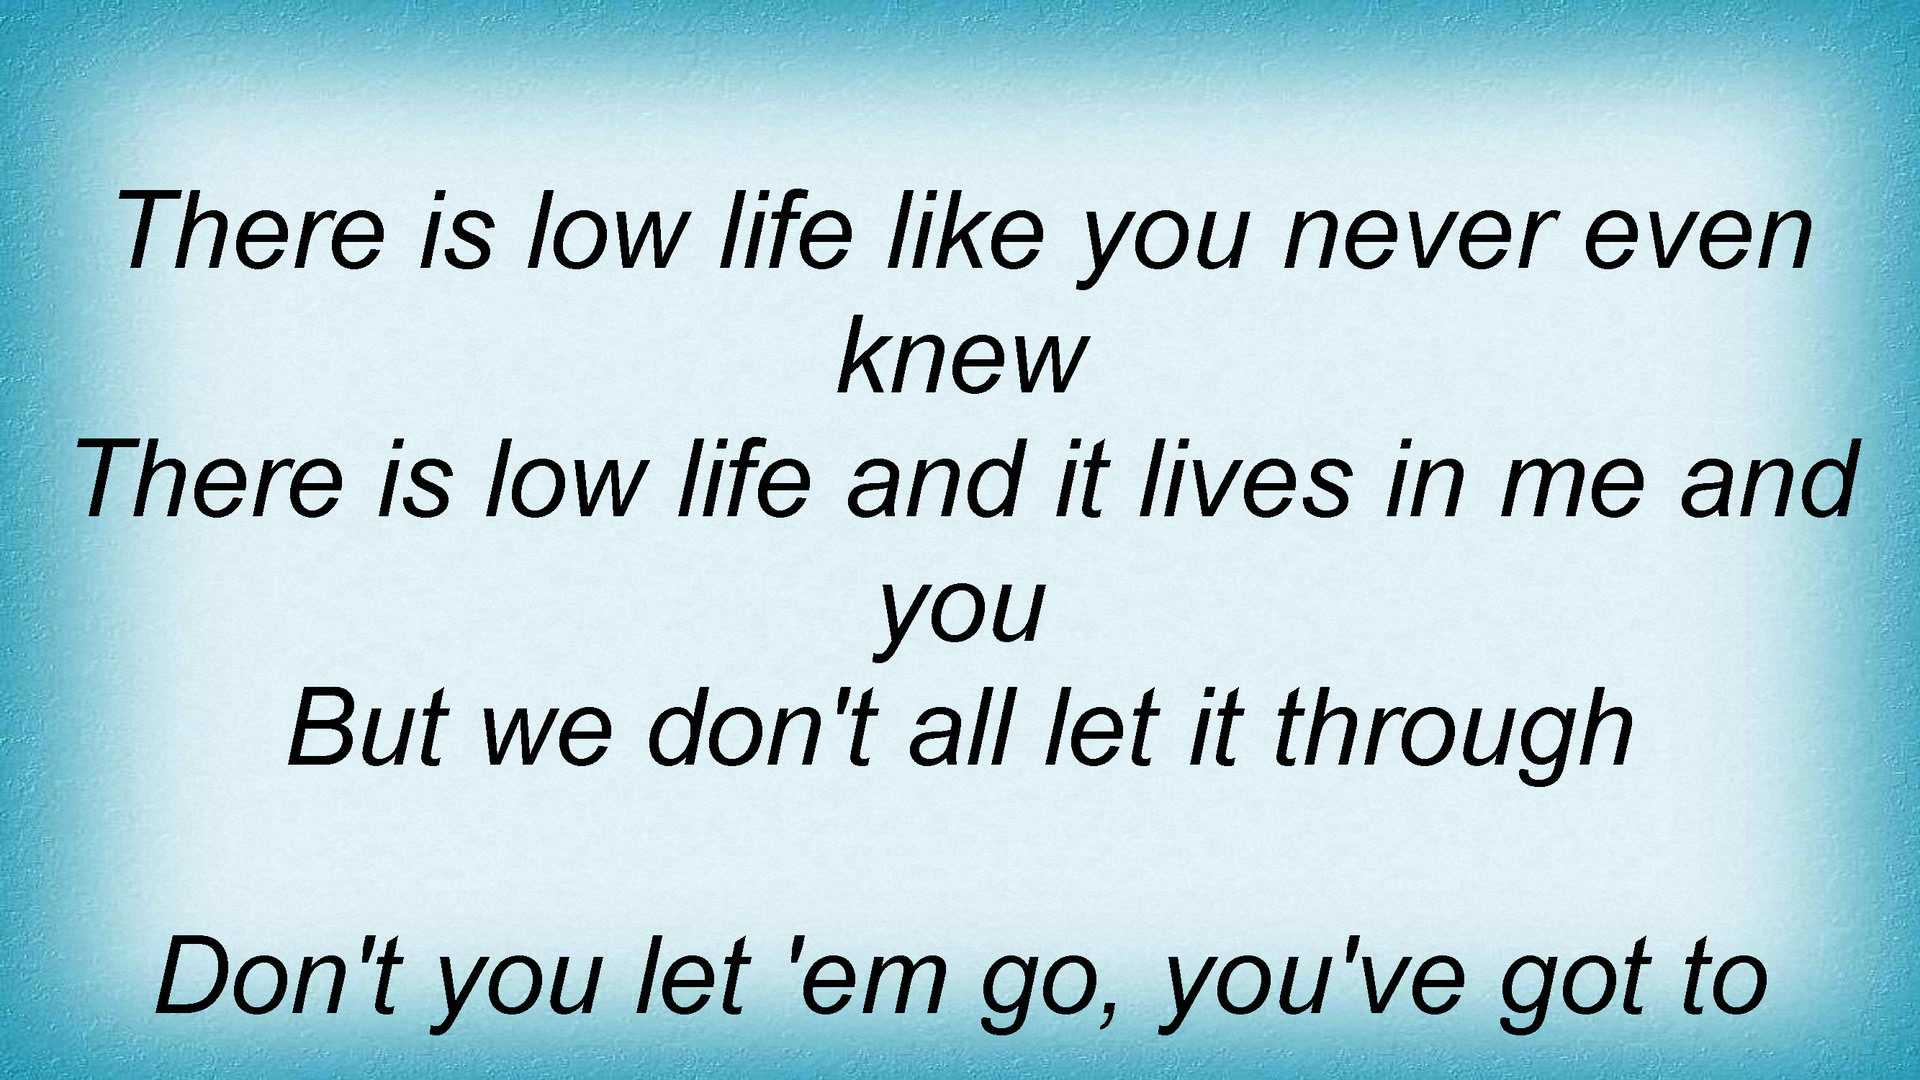 There is low life like you never even
knew
There is low life and it lives in me and
you
But we don't all let it through
Don't you let 'em go, you've got to